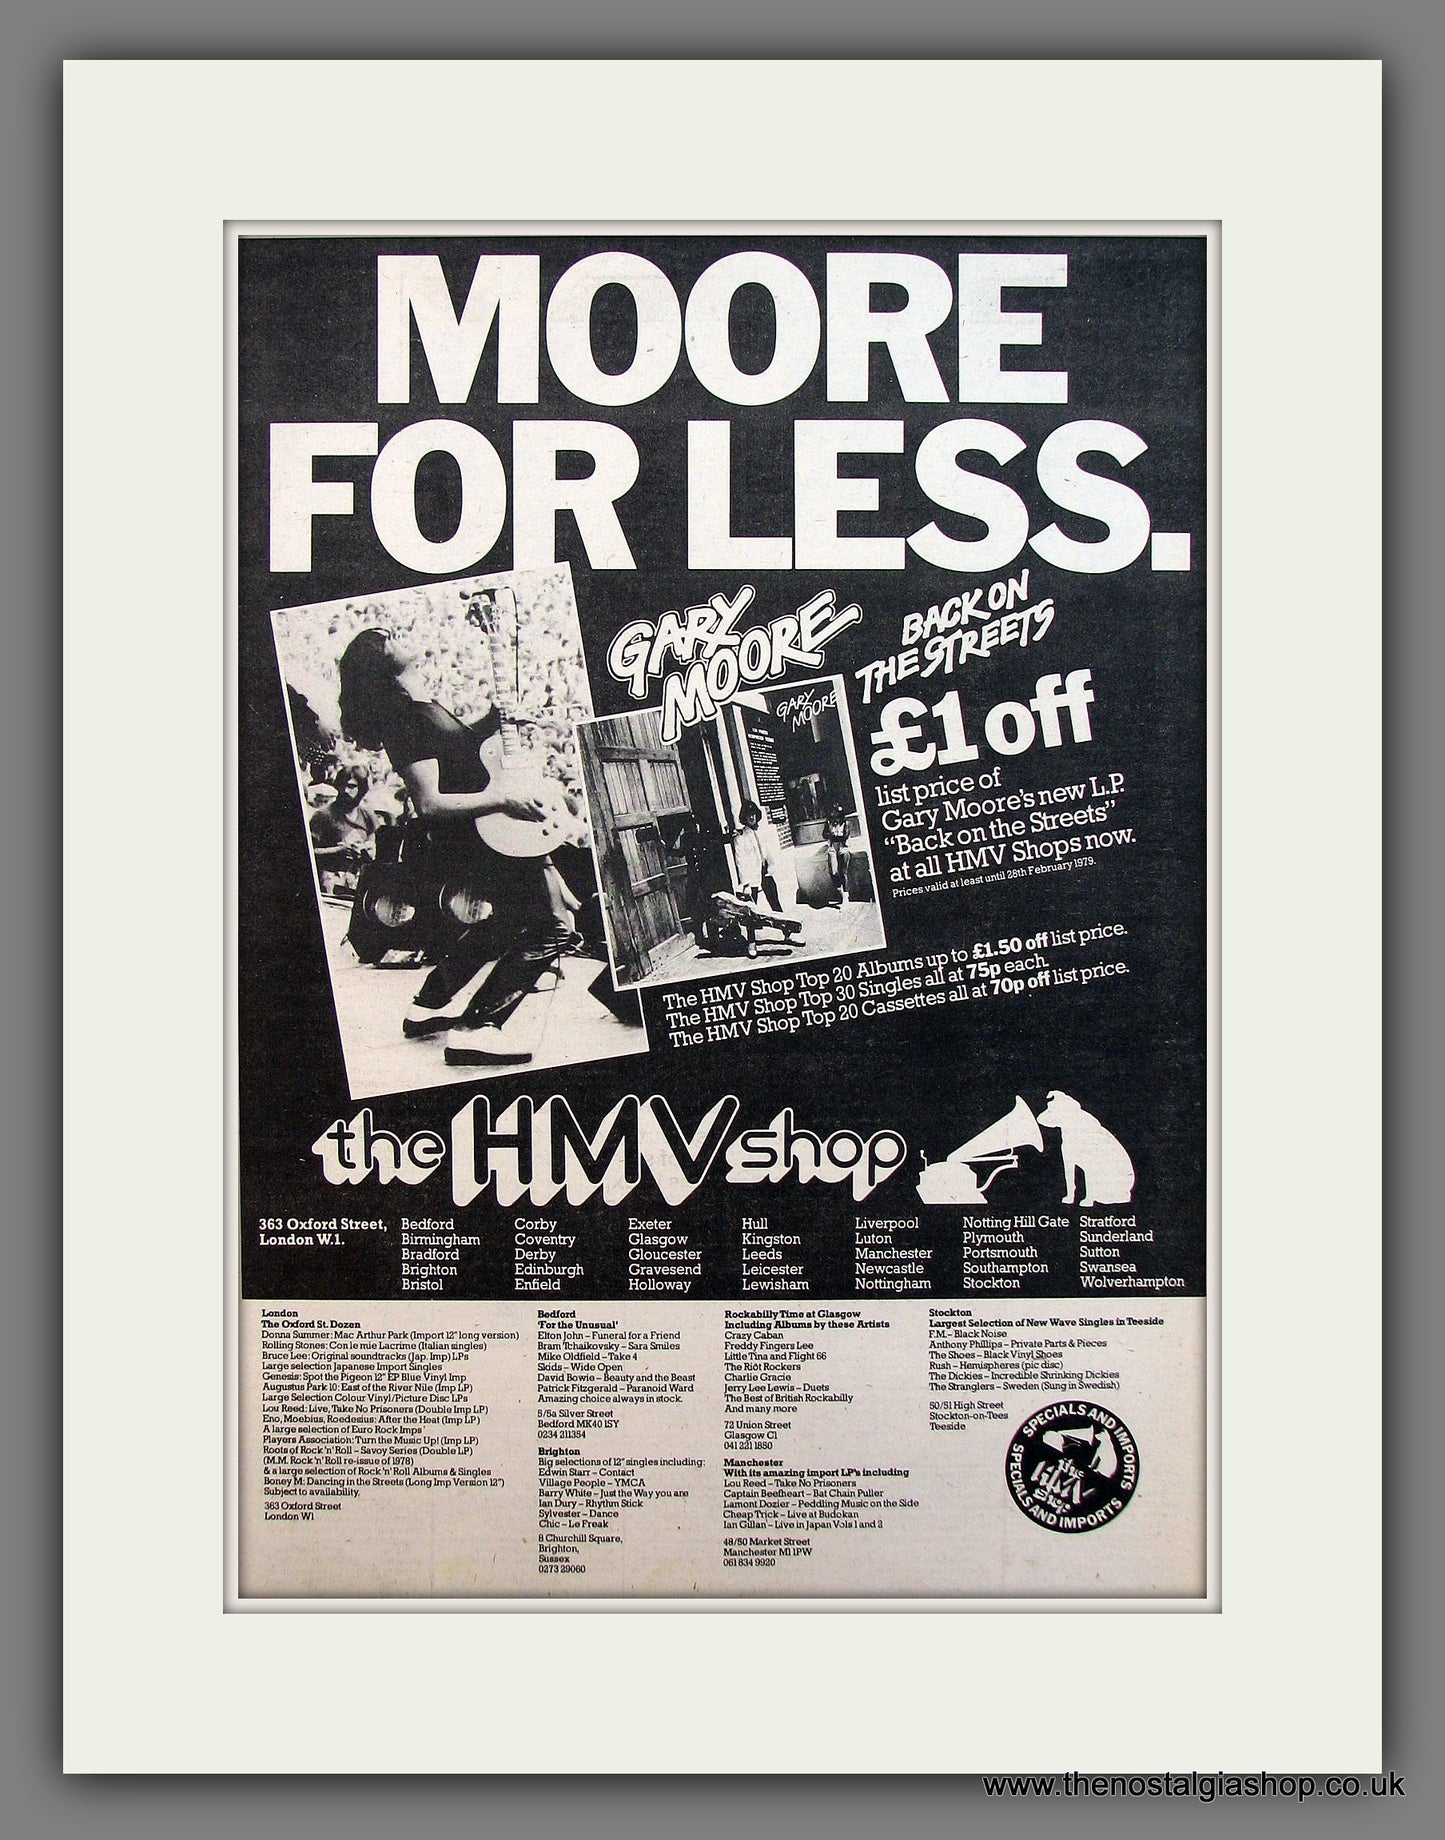 MOORE
FOR LESS.
GARY
MOORE
BACK ON
THE STREETS
GARY
MOORE
£1 off
list price of
Gary Moore's new L.P.
"Back on the Streets"
at all HMV Shops now.
Prices valid at least until 28th February 1979.
The HMV Shop Top 20 Albums up to £1.50 off list price.
The HMV Shop Top 30 Singles all at 75p each.
The HMV Shop Top 20 Cassettes all at 70p off list price.
the HMV shop
363 Oxford Street,
London W.1.
Bedford
Birmingham
Bradford
Brighton
Bristol
Corby
Coventry
Derby
Edinburgh
Enfield
Exeter
Glasgow
Gloucester
Gravesend
Holloway
Hull
Kingston
Leeds
Leicester
Lewisham
Liverpool
Luton
Manchester
Newcastle
Nottingham
Notting Hill Gate
Plymouth
Portsmouth
Southampton
Stockton
Stratford
Sunderland
Sutton
Swansea
Wolverhampton
London
The Oxford St. Dozen
Donna Summer: Mac Arthur Park (Import 12" long version)
Rolling Stones: Con le mie Lacrime (Italian singles)
Bruce Lee: Original soundtracks (Jap. Imp) LPs
Large selection Japanese Import Singles
Genesis: Spot the Pigeon 12" EP Blue Vinyl Imp
Augustus Park 10: East of the River Nile (Imp LP)
Large Selection Colour Vinyl/Picture Disc LPs
Lou Reed: Live, Take No Prisoners (Double Imp LP)
Eno, Moebius, Roedesius: After the Heat (Imp LP)
A large selection of Euro Rock Imps
Players Association: Turn the Music Up! (Imp LP)
Roots of Rock 'n' Roll – Savoy Series (Double LP)
(M.M. Rock 'n' Roll re-issue of 1978)
& a large selection of Rock 'n' Roll Albums & Singles
Boney M: Dancing in the Streets (Long Imp Version 12")
Subject to availability.
363 Oxford Street
London W1
Bedford
'For the Unusual'
Elton John – Funeral for a Friend
Bram Tchaikovsky – Sara Smiles
Mike Oldfield – Take 4
Skids – Wide Open
David Bowie – Beauty and the Beast
Patrick Fitzgerald – Paranoid Ward
Amazing choice always in stock.
5/5a Silver Street
Bedford MK40 1SY
0234 211354
Brighton
Big selections of 12" singles including:
Edwin Starr – Contact
Village People – YMCA
Barry White – Just the Way you are
Ian Dury – Rhythm Stick
Sylvester – Dance
Chic – Le Freak
8 Churchill Square,
Brighton,
Sussex
0273 29060
Rockabilly Time at Glasgow
Including Albums by these Artists
Crazy Caban
Freddy Fingers Lee
Little Tina and Flight 66
The Riot Rockers
Charlie Gracie
Jerry Lee Lewis – Duets
The Best of British Rockabilly
And many more
72 Union Street
Glasgow C1
041 221 1850
Manchester
With its amazing import LP's including
Lou Reed – Take No Prisoners
Captain Beefheart – Bat Chain Puller
Lamont Dozier – Peddling Music on the Side
Cheap Trick – Live at Budokan
Ian Gillan – Live in Japan Vols 1 and 2
48/50 Market Street
Manchester M1 1PW
061 834 9920
Stockton
Largest Selection of New Wave Singles in Teeside
F.M. – Black Noise
Anthony Phillips – Private Parts & Pieces
The Shoes – Black Vinyl Shoes
Rush – Hemispheres (pic disc)
The Dickies – Incredible Shrinking Dickies
The Stranglers – Sweden (Sung in Swedish)
50/51 High Street
Stockton-on-Tees
Teeside
SPECIALS AND IMPORTS
the HMV shop
SPECIALS AND IMPORTS
www.thenostalgiashop.co.uk